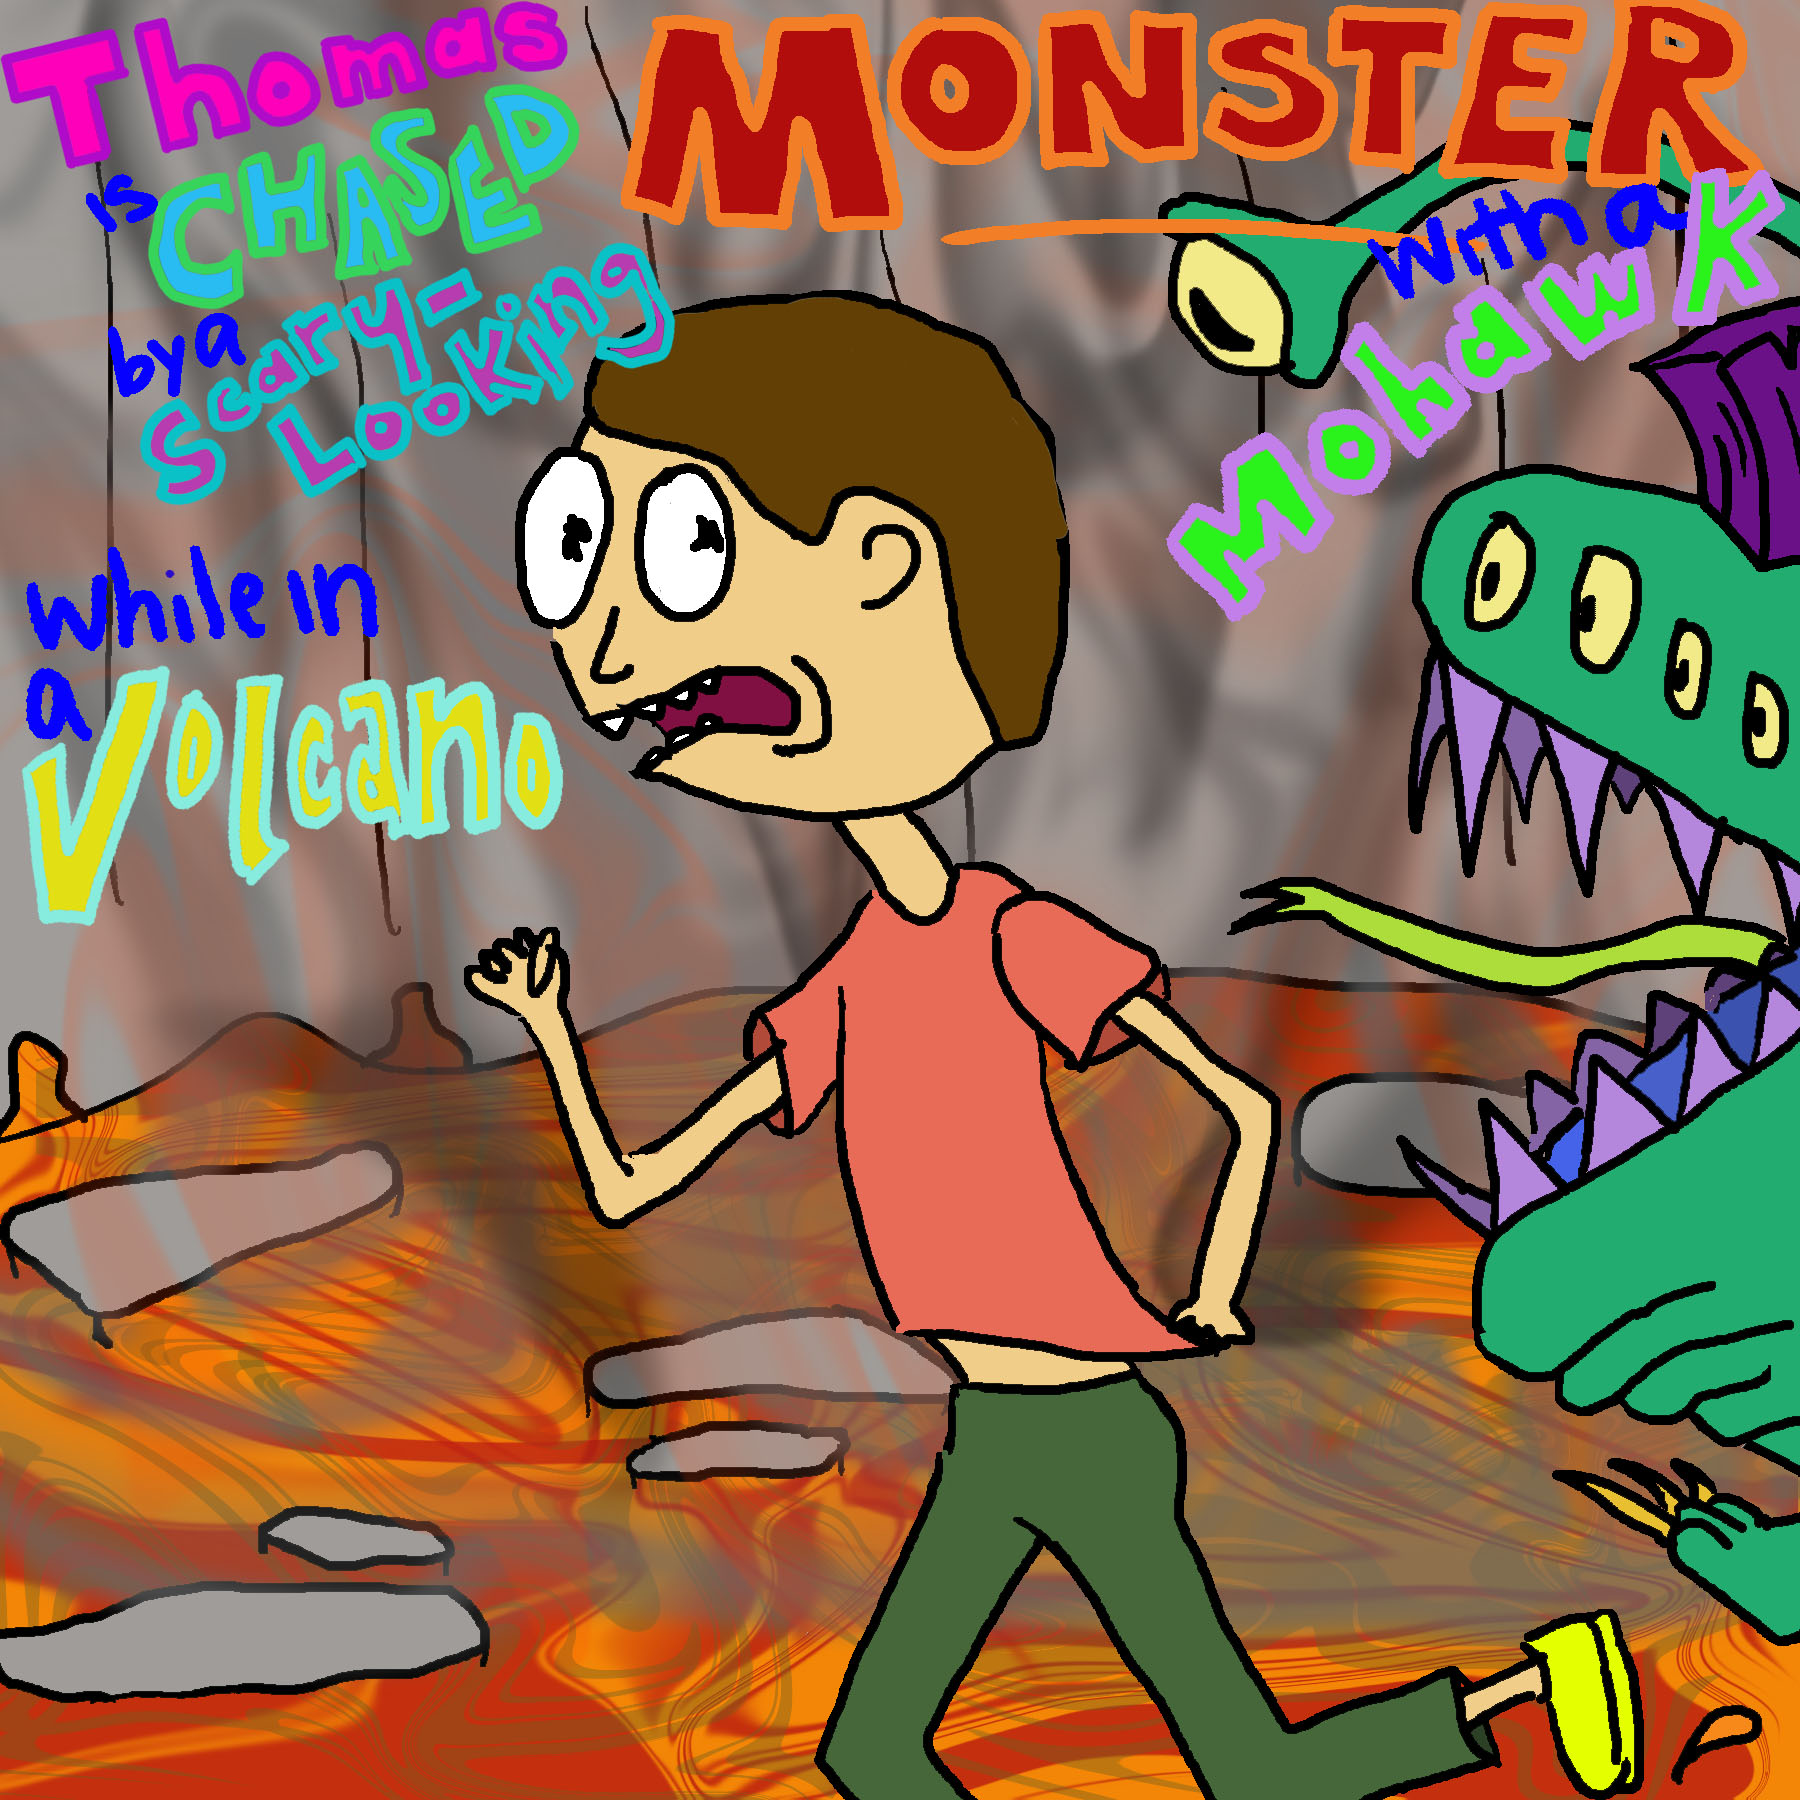 Thomas
is CHASED
by a
Scary-
Looking
MONSTER
with a
Mohawk
while in
a Volcano